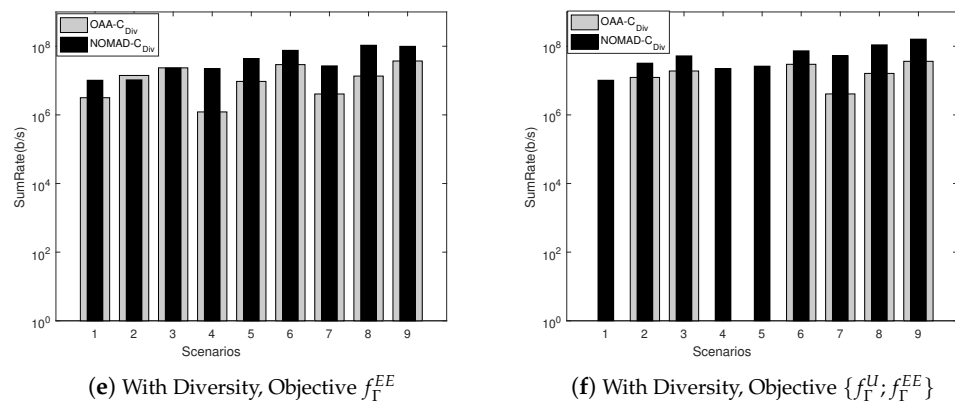 OAA-C_Div
NOMAD-C_Div
SumRate(b/s)
10^8
10^6
10^4
10^2
10^0
1 2 3 4 5 6 7 8 9
Scenarios
(e) With Diversity, Objective f_Γ^{EE}
OAA-C_Div
NOMAD-C_Div
SumRate(b/s)
10^8
10^6
10^4
10^2
10^0
1 2 3 4 5 6 7 8 9
Scenarios
(f) With Diversity, Objective {f_Γ^U; f_Γ^{EE}}